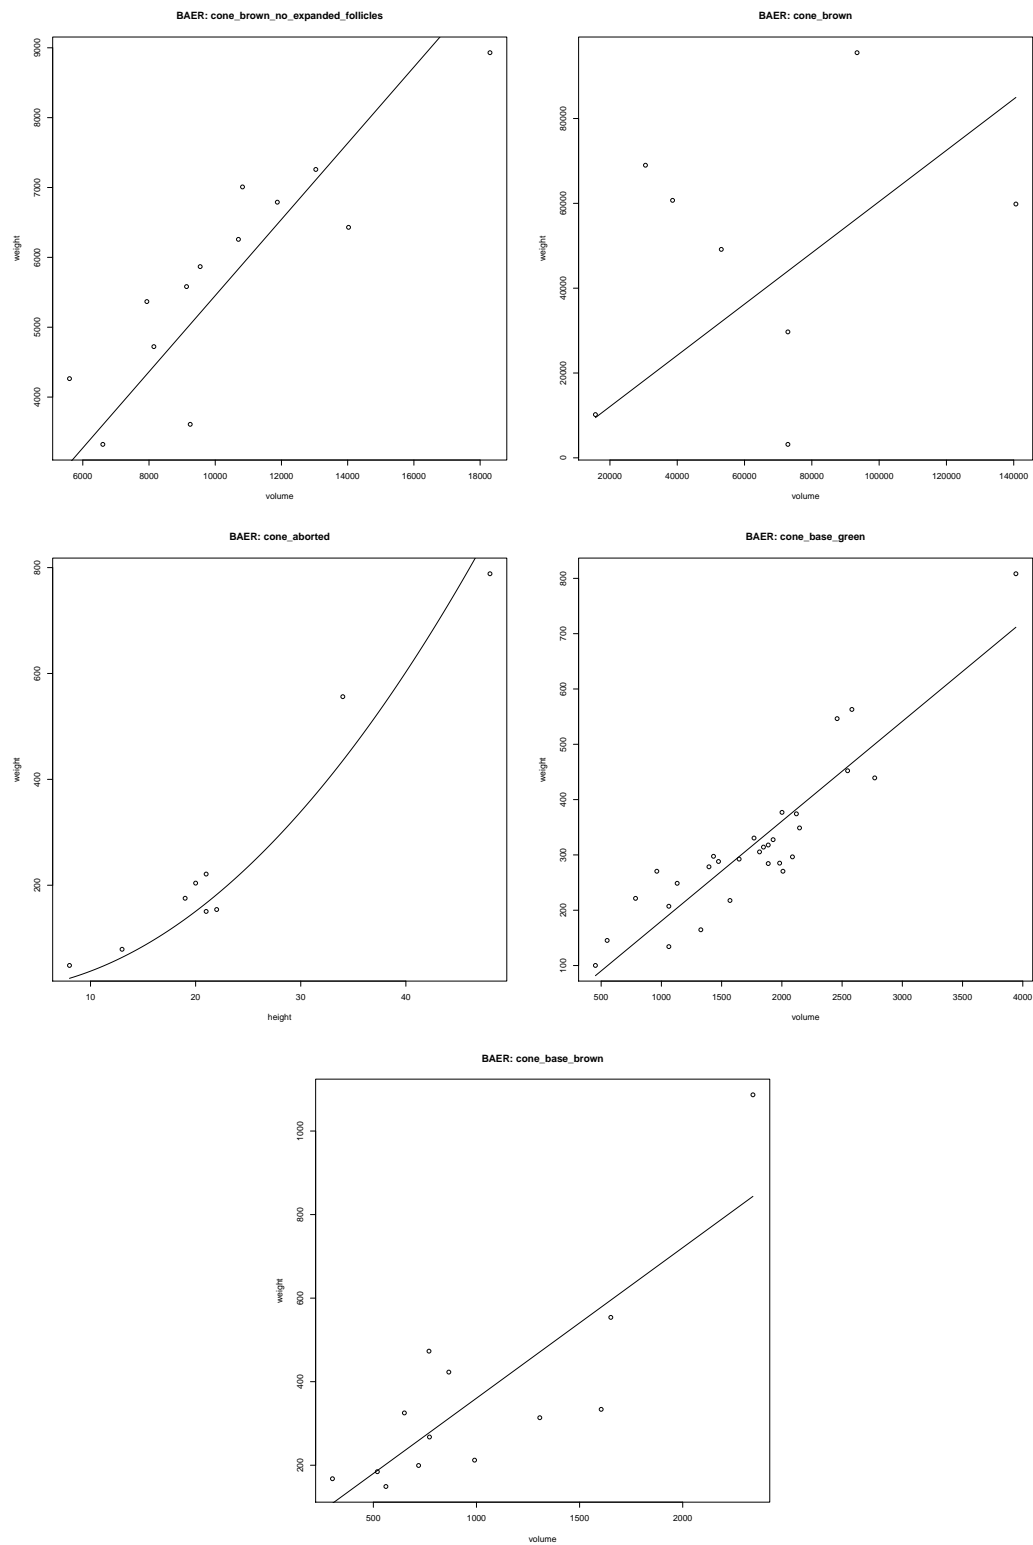 BAER: cone_brown_no_expanded_follicles
weight
9000
8000
7000
6000
5000
4000
6000 8000 10000 12000 14000 16000 18000
volume
BAER: cone_brown
weight
80000
60000
40000
20000
0
20000 40000 60000 80000 100000 120000 140000
volume
BAER: cone_aborted
weight
800
600
400
200
10 20 30 40
height
BAER: cone_base_green
weight
800
700
600
500
400
300
200
100
500 1000 1500 2000 2500 3000 3500 4000
volume
BAER: cone_base_brown
weight
1000
800
600
400
200
500 1000 1500 2000
volume